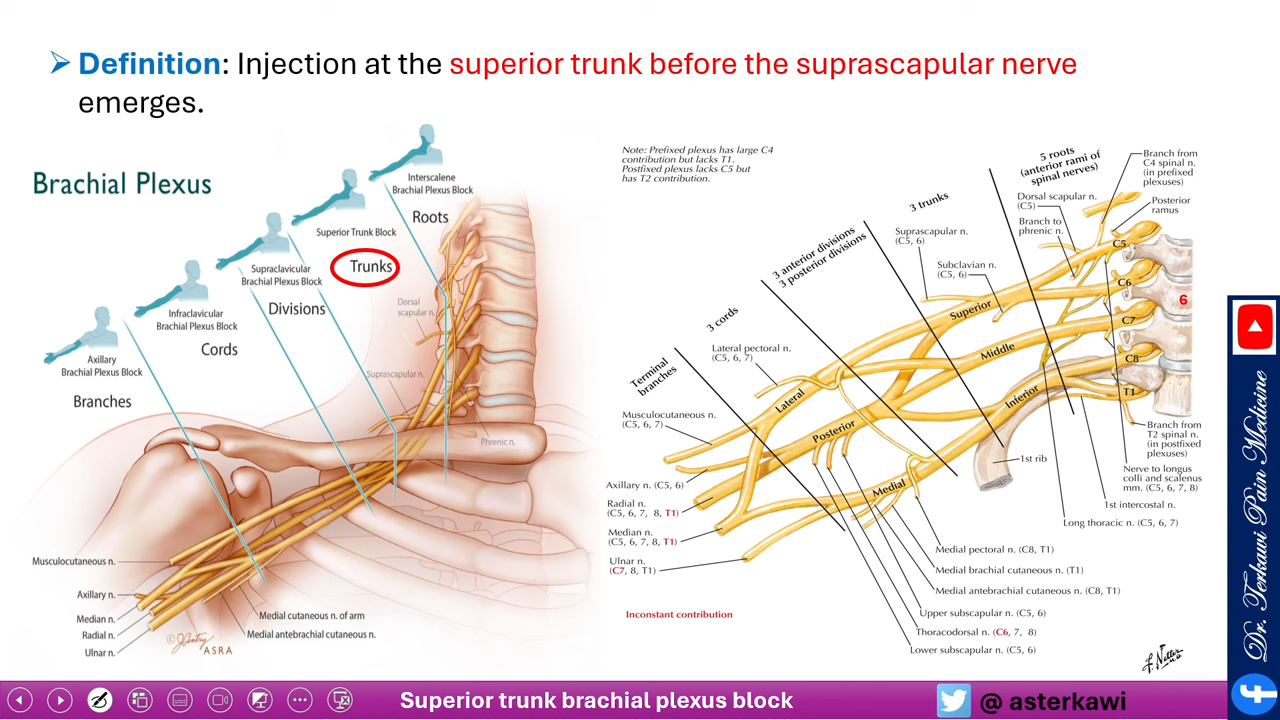 Definition: Injection at the superior trunk before the suprascapular nerve
emerges.
Brachial Plexus
Interscalene
Brachial Plexus Block
Roots
Superior Trunk Block
Trunks
Supraclavicular
Brachial Plexus Block
Divisions
Infraclavicular
Brachial Plexus Block
Cords
Axillary
Brachial Plexus Block
Branches
Dorsal
scapular n.
Suprascapular n.
Phrenic n.
Musculocutaneous n.
Axillary n.
Median n.
Radial n.
Ulnar n.
Medial cutaneous n. of arm
Medial antebrachial cutaneous n.
ASRA
Note: Prefixed plexus has large C4
contribution but lacks T1.
Postfixed plexus lacks C5 but
has T2 contribution.
5 roots
(anterior rami of
spinal nerves)
3 trunks
3 anterior divisions
3 posterior divisions
3 cords
Terminal
branches
Branch from
C4 spinal n.
(in prefixed
plexuses)
Dorsal scapular n.
(C5)
Posterior
ramus
Branch to
phrenic n.
Suprascapular n.
(C5, 6)
Subclavian n.
(C5, 6)
C5
C6
6
C7
C8
T1
Superior
Middle
Inferior
Lateral pectoral n.
(C5, 6, 7)
Lateral
Posterior
Medial
Musculocutaneous n.
(C5, 6, 7)
Axillary n. (C5, 6)
Radial n.
(C5, 6, 7, 8, T1)
Median n.
(C5, 6, 7, 8, T1)
Ulnar n.
(C7, 8, T1)
1st rib
Branch from
T2 spinal n.
(in postfixed
plexuses)
Nerve to longus
colli and scalenus
mm. (C5, 6, 7, 8)
1st intercostal n.
Long thoracic n. (C5, 6, 7)
Medial pectoral n. (C8, T1)
Medial brachial cutaneous n. (T1)
Medial antebrachial cutaneous n. (C8, T1)
Upper subscapular n. (C5, 6)
Thoracodorsal n. (C6, 7, 8)
Lower subscapular n. (C5, 6)
Inconstant contribution
Dr. Terkawi Pain Medicine
Superior trunk brachial plexus block
@ asterkawi